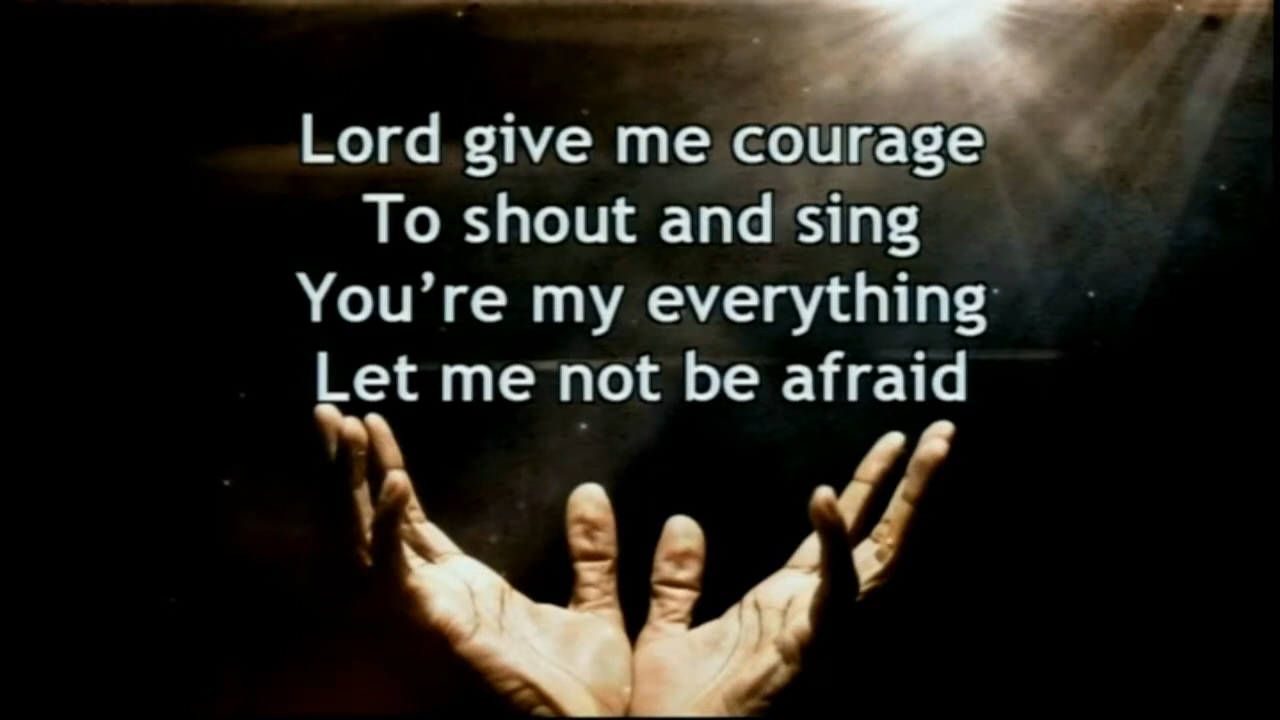 Lord give me courage
To shout and sing
You’re my everything
Let me not be afraid